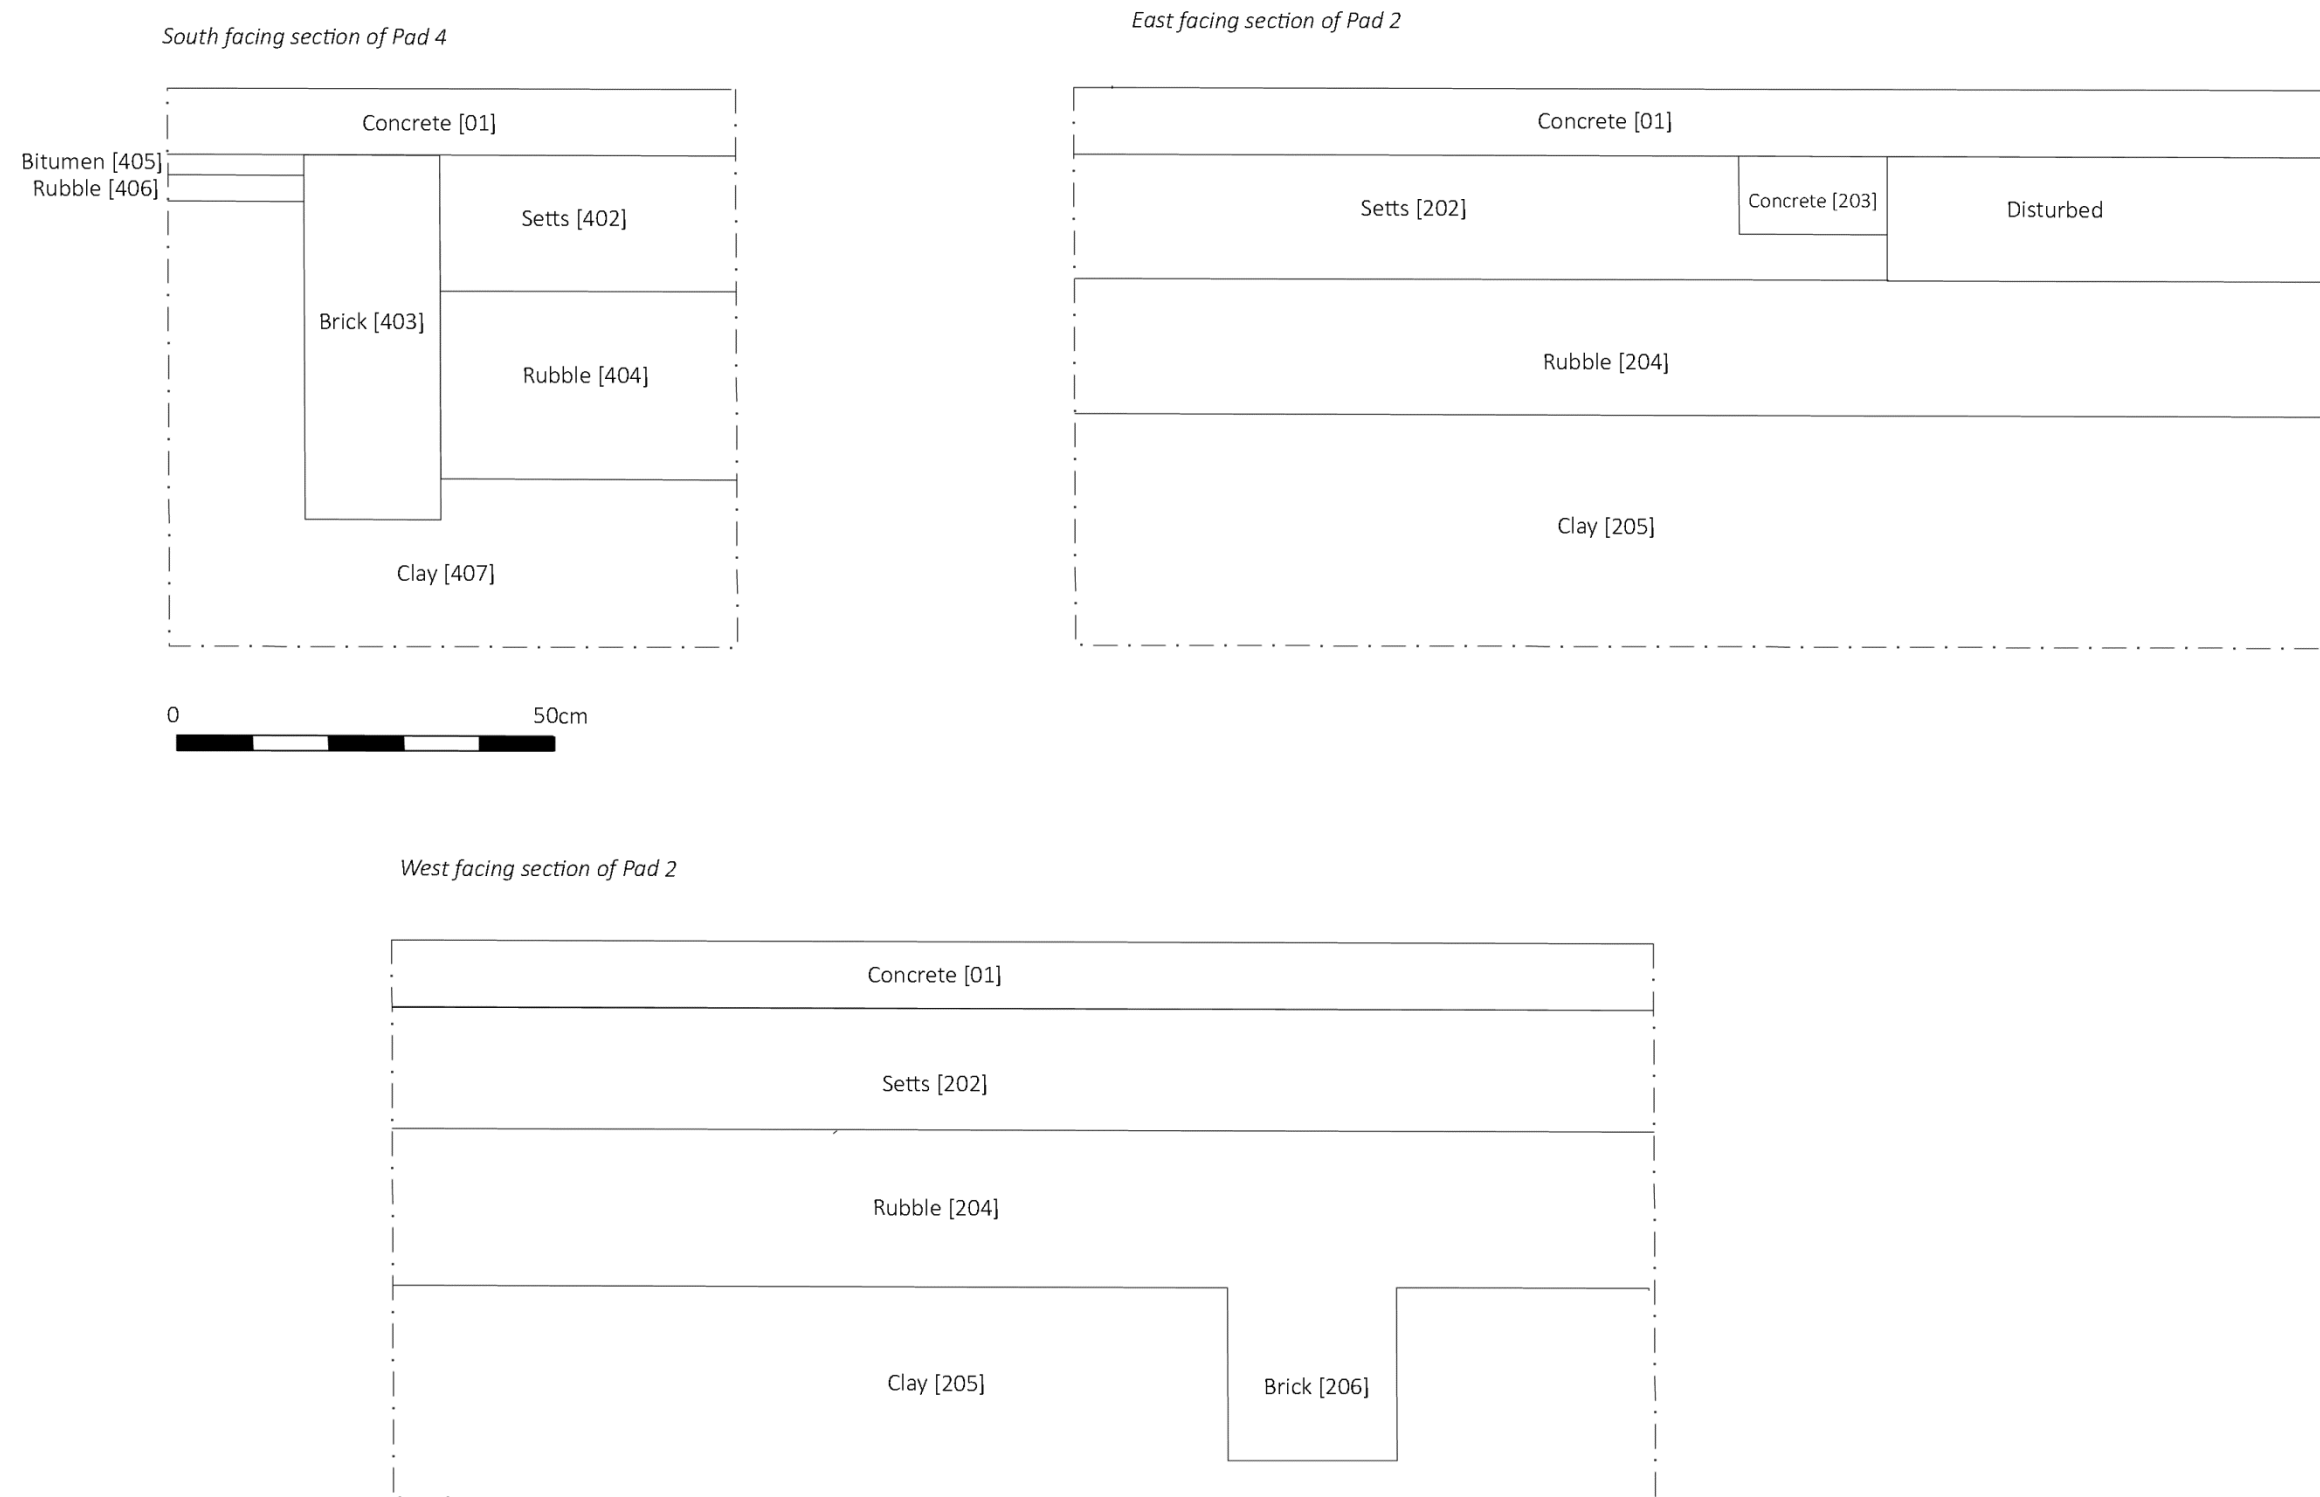 South facing section of Pad 4
Concrete [01]
Bitumen [405]
Rubble [406]
Setts [402]
Brick [403]
Rubble [404]
Clay [407]
0 50cm
East facing section of Pad 2
Concrete [01]
Setts [202]
Concrete [203]
Disturbed
Rubble [204]
Clay [205]
West facing section of Pad 2
Concrete [01]
Setts [202]
Rubble [204]
Clay [205]
Brick [206]